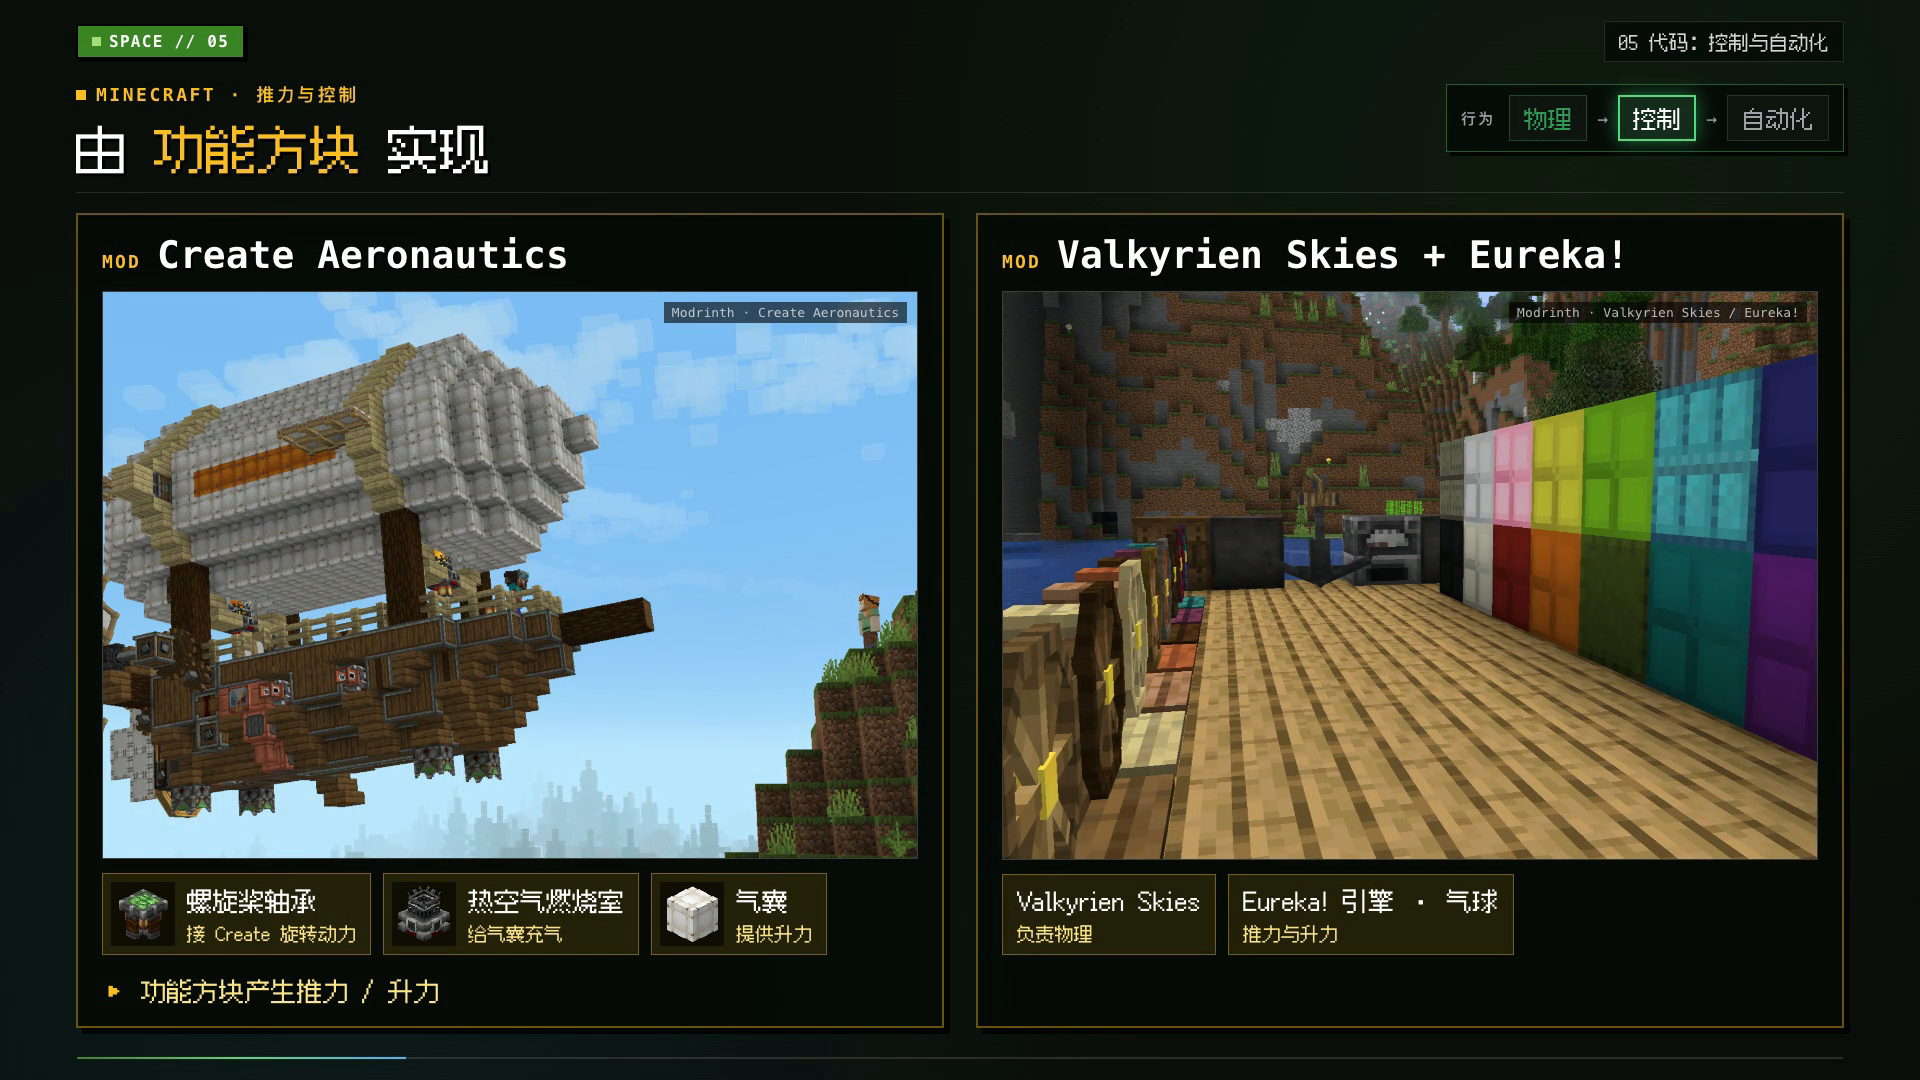 SPACE // 05
05 代码：控制与自动化
MINECRAFT · 推力与控制
由 功能方块 实现
行为 物理 → 控制 → 自动化
MOD Create Aeronautics
Modrinth · Create Aeronautics
螺旋桨轴承
接 Create 旋转动力
热空气燃烧室
给气囊充气
气囊
提供升力
功能方块产生推力 / 升力
MOD Valkyrien Skies + Eureka!
Modrinth · Valkyrien Skies / Eureka!
Valkyrien Skies
负责物理
Eureka! 引擎 · 气球
推力与升力